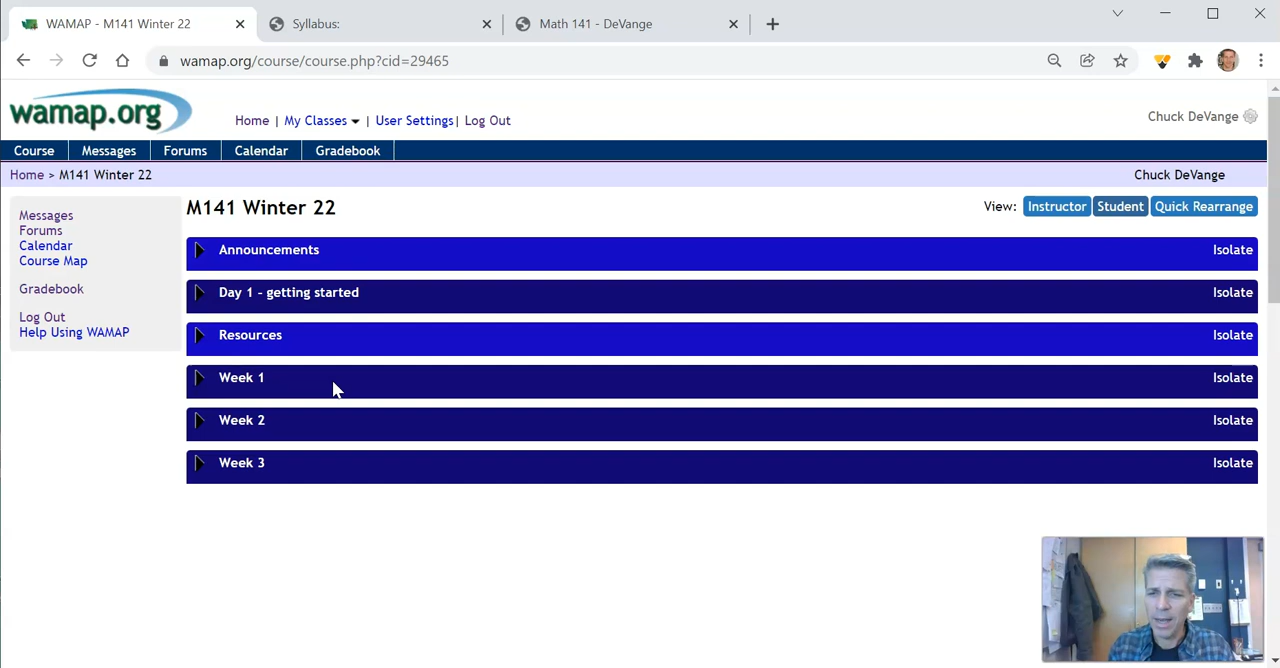 WAMAP - M141 Winter 22
Syllabus:
Math 141 - DeVange
wamap.org/course/course.php?cid=29465
wamap.org
Home | My Classes | User Settings | Log Out
Chuck DeVange
Course Messages Forums Calendar Gradebook
Home > M141 Winter 22
Chuck DeVange
Messages
Forums
Calendar
Course Map
Gradebook
Log Out
Help Using WAMAP
M141 Winter 22
View: Instructor Student Quick Rearrange
Announcements Isolate
Day 1 - getting started Isolate
Resources Isolate
Week 1 Isolate
Week 2 Isolate
Week 3 Isolate